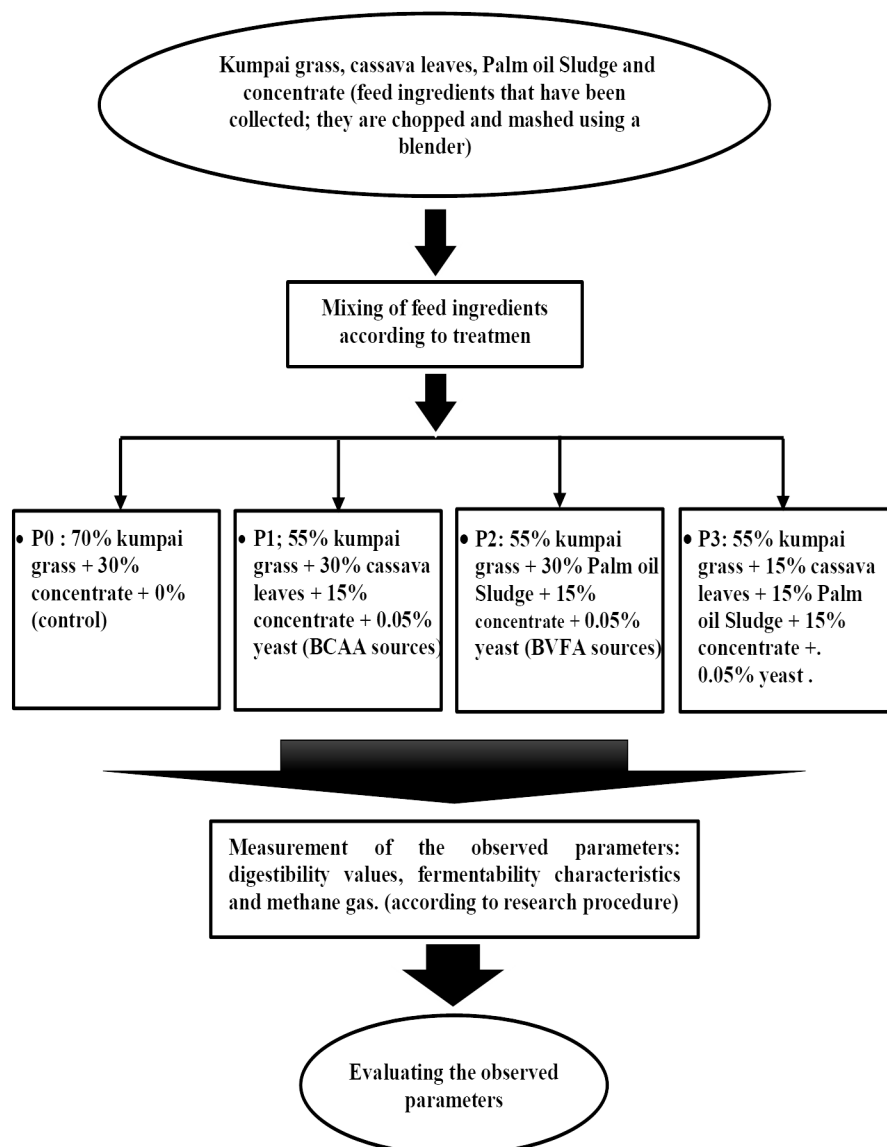 Kumpai grass, cassava leaves, Palm oil Sludge and
concentrate (feed ingredients that have been
collected; they are chopped and mashed using a
blender)
Mixing of feed ingredients
according to treatmen
• P0 : 70% kumpai
grass + 30%
concentrate + 0%
(control)
• P1; 55% kumpai
grass + 30% cassava
leaves + 15%
concentrate + 0.05%
yeast (BCAA sources)
• P2: 55% kumpai
grass + 30% Palm oil
Sludge + 15%
concentrate + 0.05%
yeast (BVFA sources)
• P3: 55% kumpai
grass + 15% cassava
leaves + 15% Palm
oil Sludge + 15%
concentrate +.
0.05% yeast .
Measurement of the observed parameters:
digestibility values, fermentability characteristics
and methane gas. (according to research procedure)
Evaluating the observed
parameters